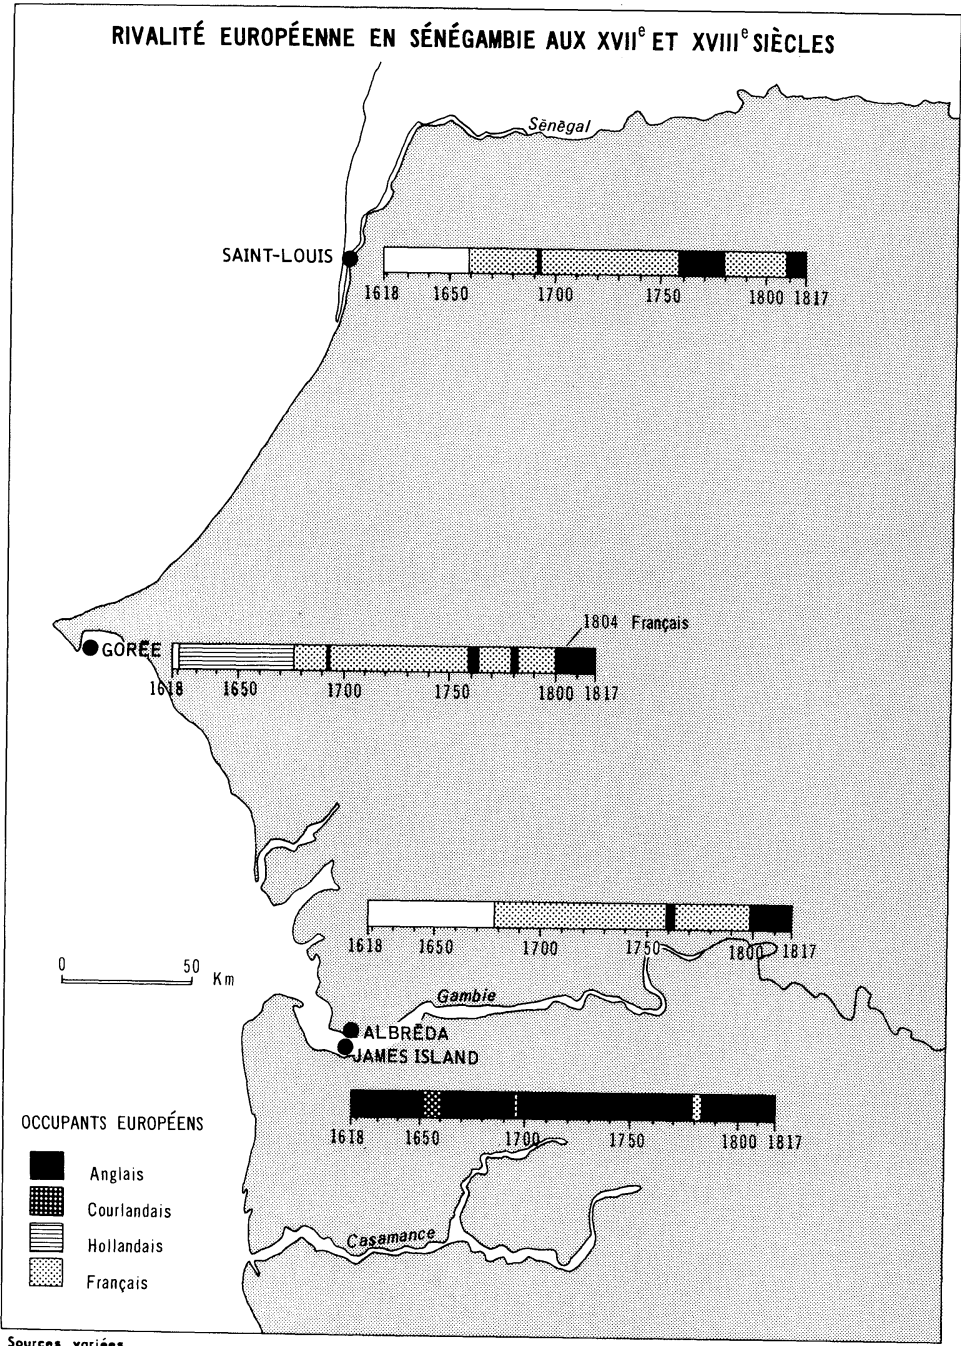 RIVALITÉ EUROPÉENNE EN SÉNÉGAMBIE AUX XVIIe ET XVIIIe SIÈCLES
Sénégal
SAINT-LOUIS
1618 1650 1700 1750 1800 1817
1804 Français
GORÉE
1618 1650 1700 1750 1800 1817
1618 1650 1700 1750 1800 1817
0 50 Km
Gambie
ALBRÉDA
JAMES ISLAND
1618 1650 1700 1750 1800 1817
OCCUPANTS EUROPÉENS
Anglais
Courlandais
Hollandais
Français
Casamance
Sources variées